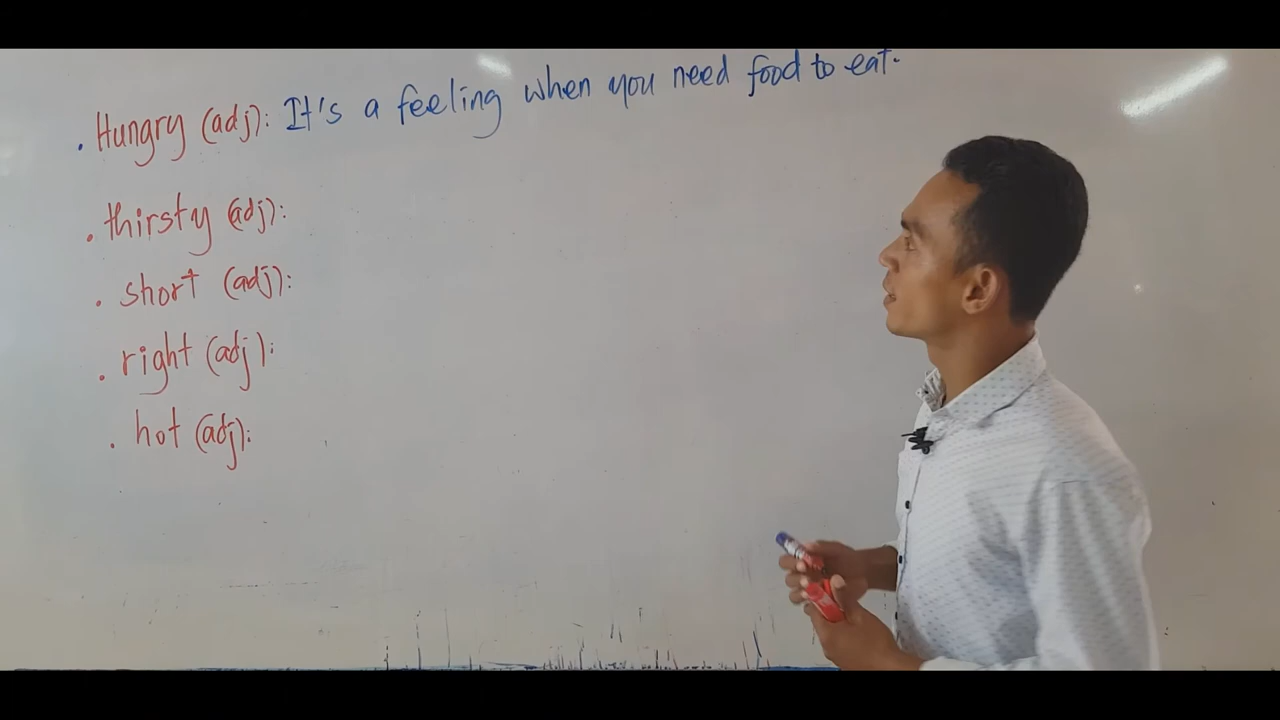 . Hungry (adj): It's a feeling when you need food to eat.
. thirsty (adj):
. short (adj):
. right (adj):
. hot (adj):